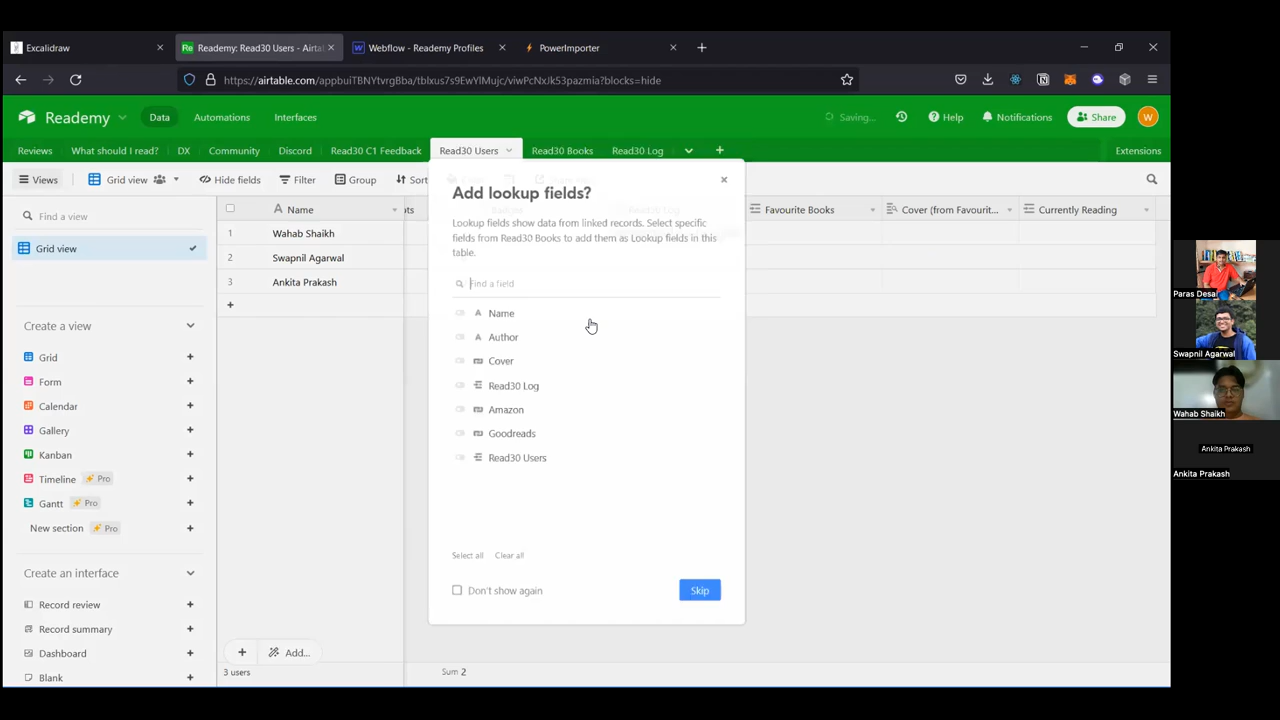 Excalidraw
Re Reademy: Read30 Users - Airta
Webflow - Reademy Profiles
PowerImporter
https://airtable.com/appbuiTBNYtvrgBba/tblxus7s9EwYlMujc/viwPcNxJk53pazmia?blocks=hide
Reademy
Data
Automations
Interfaces
Saving...
Help
Notifications
Share
W
Reviews
What should I read?
DX
Community
Discord
Read30 C1 Feedback
Read30 Users
Read30 Books
Read30 Log
Extensions
Views
Grid view
Hide fields
Filter
Group
Sort
Find a view
Grid view
Create a view
Grid
Form
Calendar
Gallery
Kanban
Timeline Pro
Gantt Pro
New section Pro
Create an interface
Record review
Record summary
Dashboard
Blank
Name
nts
Favourite Books
Cover (from Favourit...
Currently Reading
1 Wahab Shaikh
2 Swapnil Agarwal
3 Ankita Prakash
Add...
3 users
Sum 2
Add lookup fields?
Lookup fields show data from linked records. Select specific
fields from Read30 Books to add them as Lookup fields in this
table.
Find a field
Name
Author
Cover
Read30 Log
Amazon
Goodreads
Read30 Users
Select all
Clear all
Don't show again
Skip
Paras Desai
Swapnil Agarwal
Wahab Shaikh
Ankita Prakash
Ankita Prakash